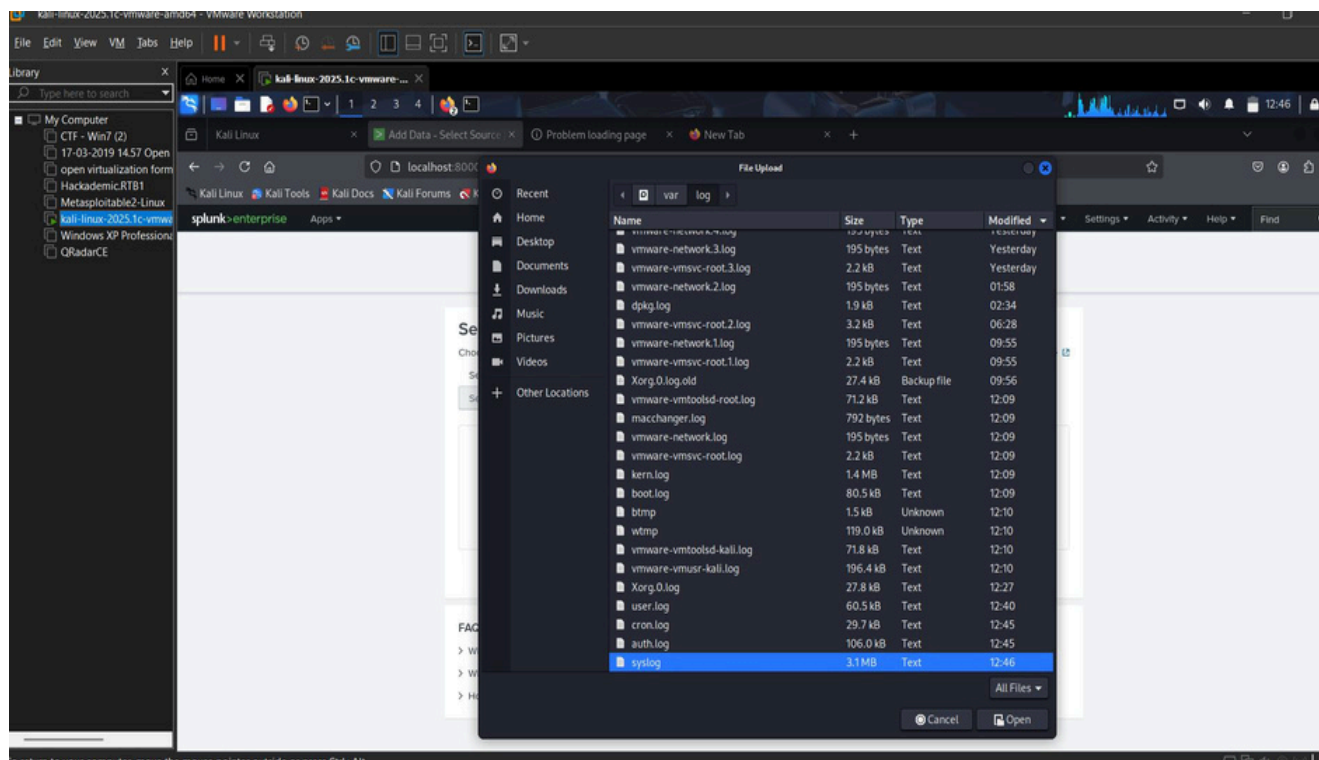 kali-linux-2025.1c-vmware-amd64 - VMware Workstation
File Edit View VM Tabs Help
Library X
Type here to search
Home X kali-linux-2025.1c-vmware-... X
My Computer
CTF - Win7 (2)
17-03-2019 14.57 Open
open virtualization form
Hackademic.RTB1
Metasploitable2-Linux
kali-linux-2025.1c-vmwa
Windows XP Professiona
QRadarCE
1 2 3 4 12:46
Kali Linux × Add Data - Select Source × Problem loading page × New Tab × +
localhost:8000
Kali Linux Kali Tools Kali Docs Kali Forums K
splunk>enterprise Apps
Settings Activity Help Find
Se
Cho
Se
Se
FAQ
> W
> W
> Ho
File Upload
Recent
Home
Desktop
Documents
Downloads
Music
Pictures
Videos
Other Locations
var log
Name Size Type Modified
vmware-network.4.log 195 bytes Text Yesterday
vmware-network.3.log 195 bytes Text Yesterday
vmware-vmsvc-root.3.log 2.2 kB Text Yesterday
vmware-network.2.log 195 bytes Text 01:58
dpkg.log 1.9 kB Text 02:34
vmware-vmsvc-root.2.log 3.2 kB Text 06:28
vmware-network.1.log 195 bytes Text 09:55
vmware-vmsvc-root.1.log 2.2 kB Text 09:55
Xorg.0.log.old 27.4 kB Backup file 09:56
vmware-vmtoolsd-root.log 71.2 kB Text 12:09
macchanger.log 792 bytes Text 12:09
vmware-network.log 195 bytes Text 12:09
vmware-vmsvc-root.log 2.2 kB Text 12:09
kern.log 1.4 MB Text 12:09
boot.log 80.5 kB Text 12:09
btmp 1.5 kB Unknown 12:10
wtmp 119.0 kB Unknown 12:10
vmware-vmtoolsd-kali.log 71.8 kB Text 12:10
vmware-vmusr-kali.log 196.4 kB Text 12:10
Xorg.0.log 27.8 kB Text 12:27
user.log 60.5 kB Text 12:40
cron.log 29.7 kB Text 12:45
auth.log 106.0 kB Text 12:45
syslog 3.1 MB Text 12:46
All Files
Cancel Open